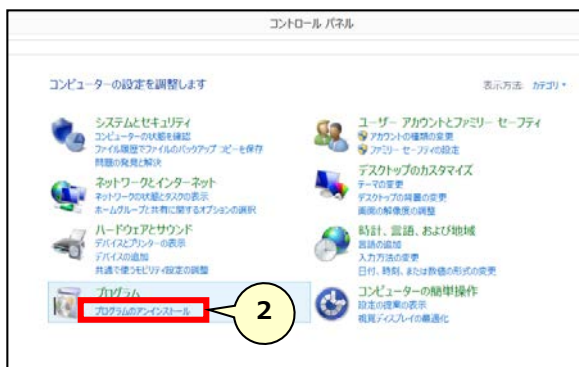 コントロール パネル
コンピューターの設定を調整します
表示方法: カテゴリ
システムとセキュリティ
コンピューターの状態を確認
ファイル履歴でファイルのバックアップ コピーを保存
問題の発見と解決
ネットワークとインターネット
ネットワークの状態とタスクの表示
ホームグループと共有に関するオプションの選択
ハードウェアとサウンド
デバイスとプリンターの表示
デバイスの追加
共通で使うモビリティ設定の調整
プログラム
プログラムのアンインストール
2
ユーザー アカウントとファミリー セーフティ
アカウントの種類の変更
ファミリー セーフティの設定
デスクトップのカスタマイズ
テーマの変更
デスクトップの背景の変更
画面の解像度の調整
時計、言語、および地域
言語の追加
入力方法の変更
日付、時刻、または数値の形式の変更
コンピューターの簡単操作
設定の提案の表示
視覚ディスプレイの最適化